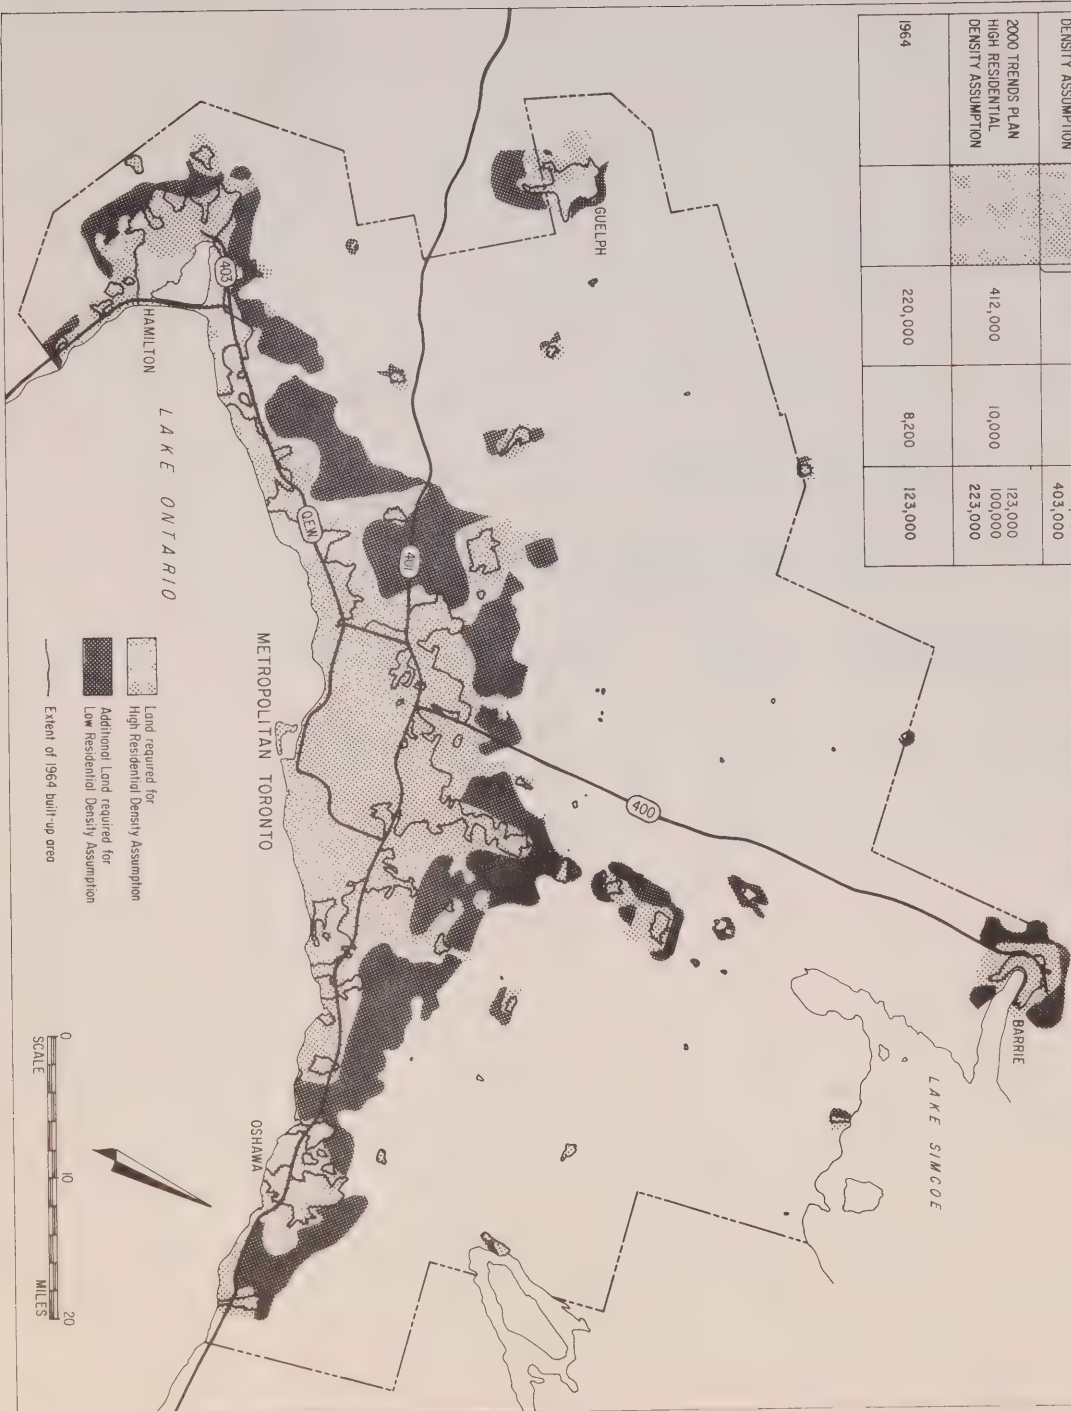 DENSITY ASSUMPTION
403,000
2000 TRENDS PLAN
HIGH RESIDENTIAL
DENSITY ASSUMPTION
412,000
10,000
123,000
100,000
223,000
1964
220,000
8,200
123,000
GUELPH
BARRIE
LAKE SIMCOE
400
401
403
Q.E.W.
HAMILTON
LAKE ONTARIO
METROPOLITAN TORONTO
OSHAWA
Land required for
High Residential Density Assumption
Additional Land required for
Low Residential Density Assumption
Extent of 1964 built-up area
0 10 20
SCALE MILES